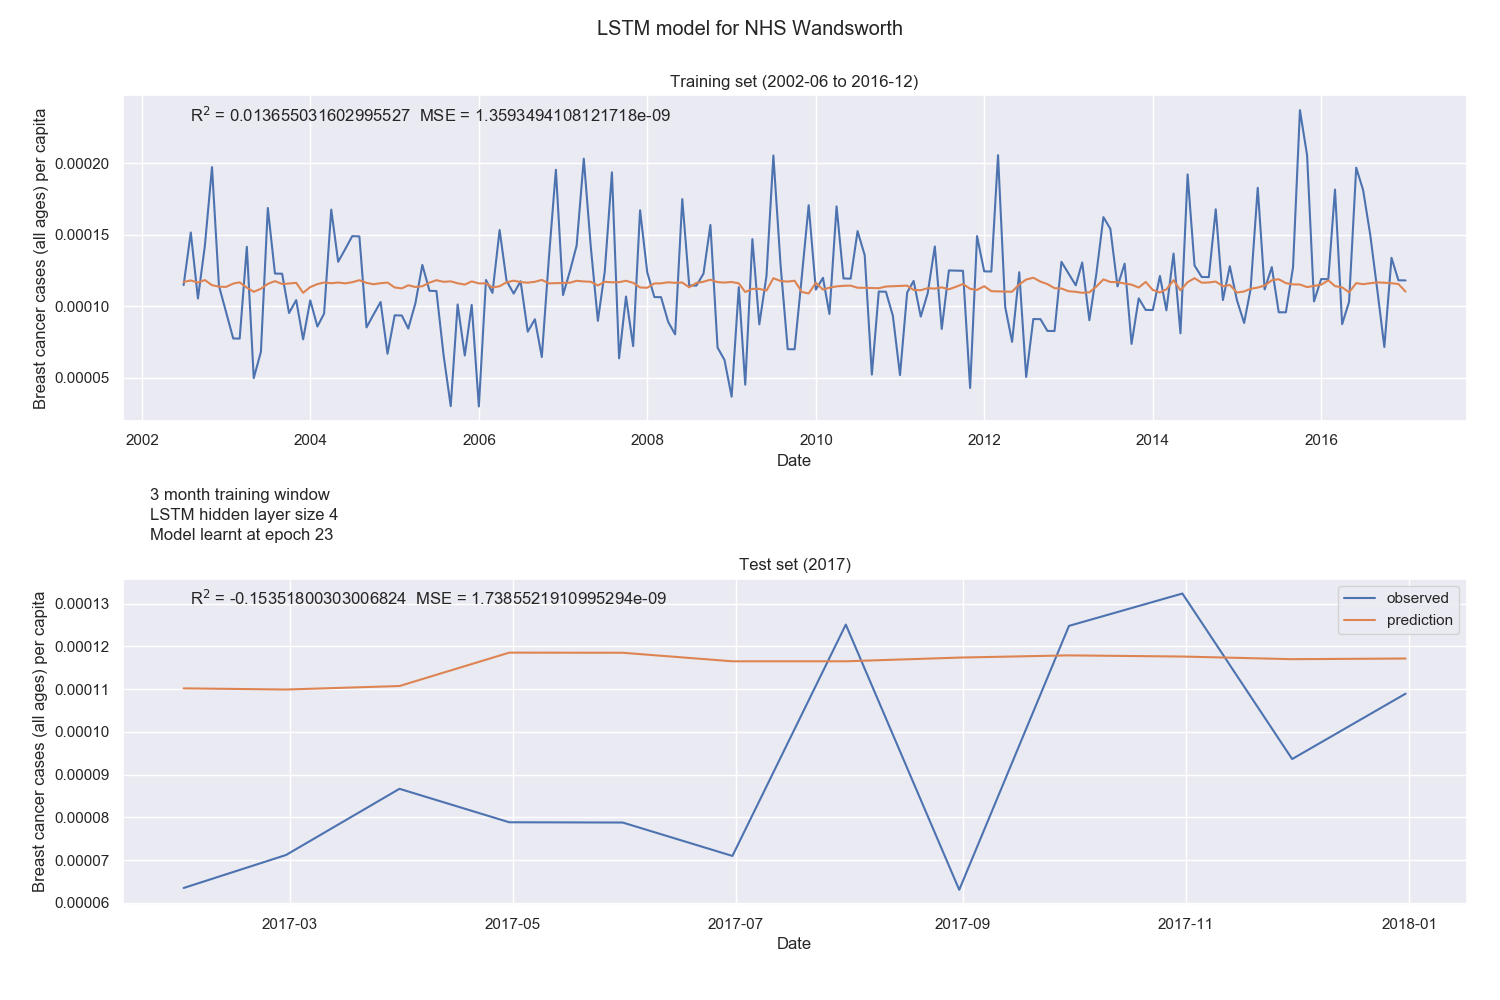 LSTM model for NHS Wandsworth
Training set (2002-06 to 2016-12)
R² = 0.013655031602995527 MSE = 1.3593494108121718e-09
Breast cancer cases (all ages) per capita
0.00020
0.00015
0.00010
0.00005
2002 2004 2006 2008 2010 2012 2014 2016
Date
3 month training window
LSTM hidden layer size 4
Model learnt at epoch 23
Test set (2017)
R² = -0.15351800303006824 MSE = 1.7385521910995294e-09
observed
prediction
Breast cancer cases (all ages) per capita
0.00013
0.00012
0.00011
0.00010
0.00009
0.00008
0.00007
0.00006
2017-03 2017-05 2017-07 2017-09 2017-11 2018-01
Date